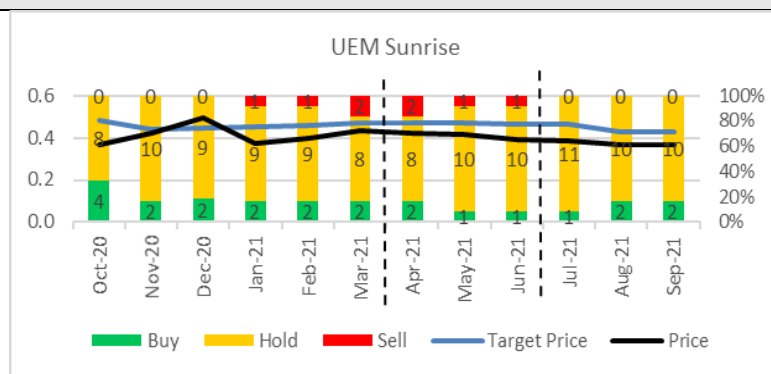 UEM Sunrise
0.6 0 0 0 1 1 2 2 1 1 0 0 0 100%
80%
0.4 8 10 9 9 9 8 8 10 10 11 10 10 60%
40%
0.2 4 2 2 2 2 2 2 1 1 1 2 2 20%
0.0 0%
Oct-20 Nov-20 Dec-20 Jan-21 Feb-21 Mar-21 Apr-21 May-21 Jun-21 Jul-21 Aug-21 Sep-21
Buy Hold Sell Target Price Price